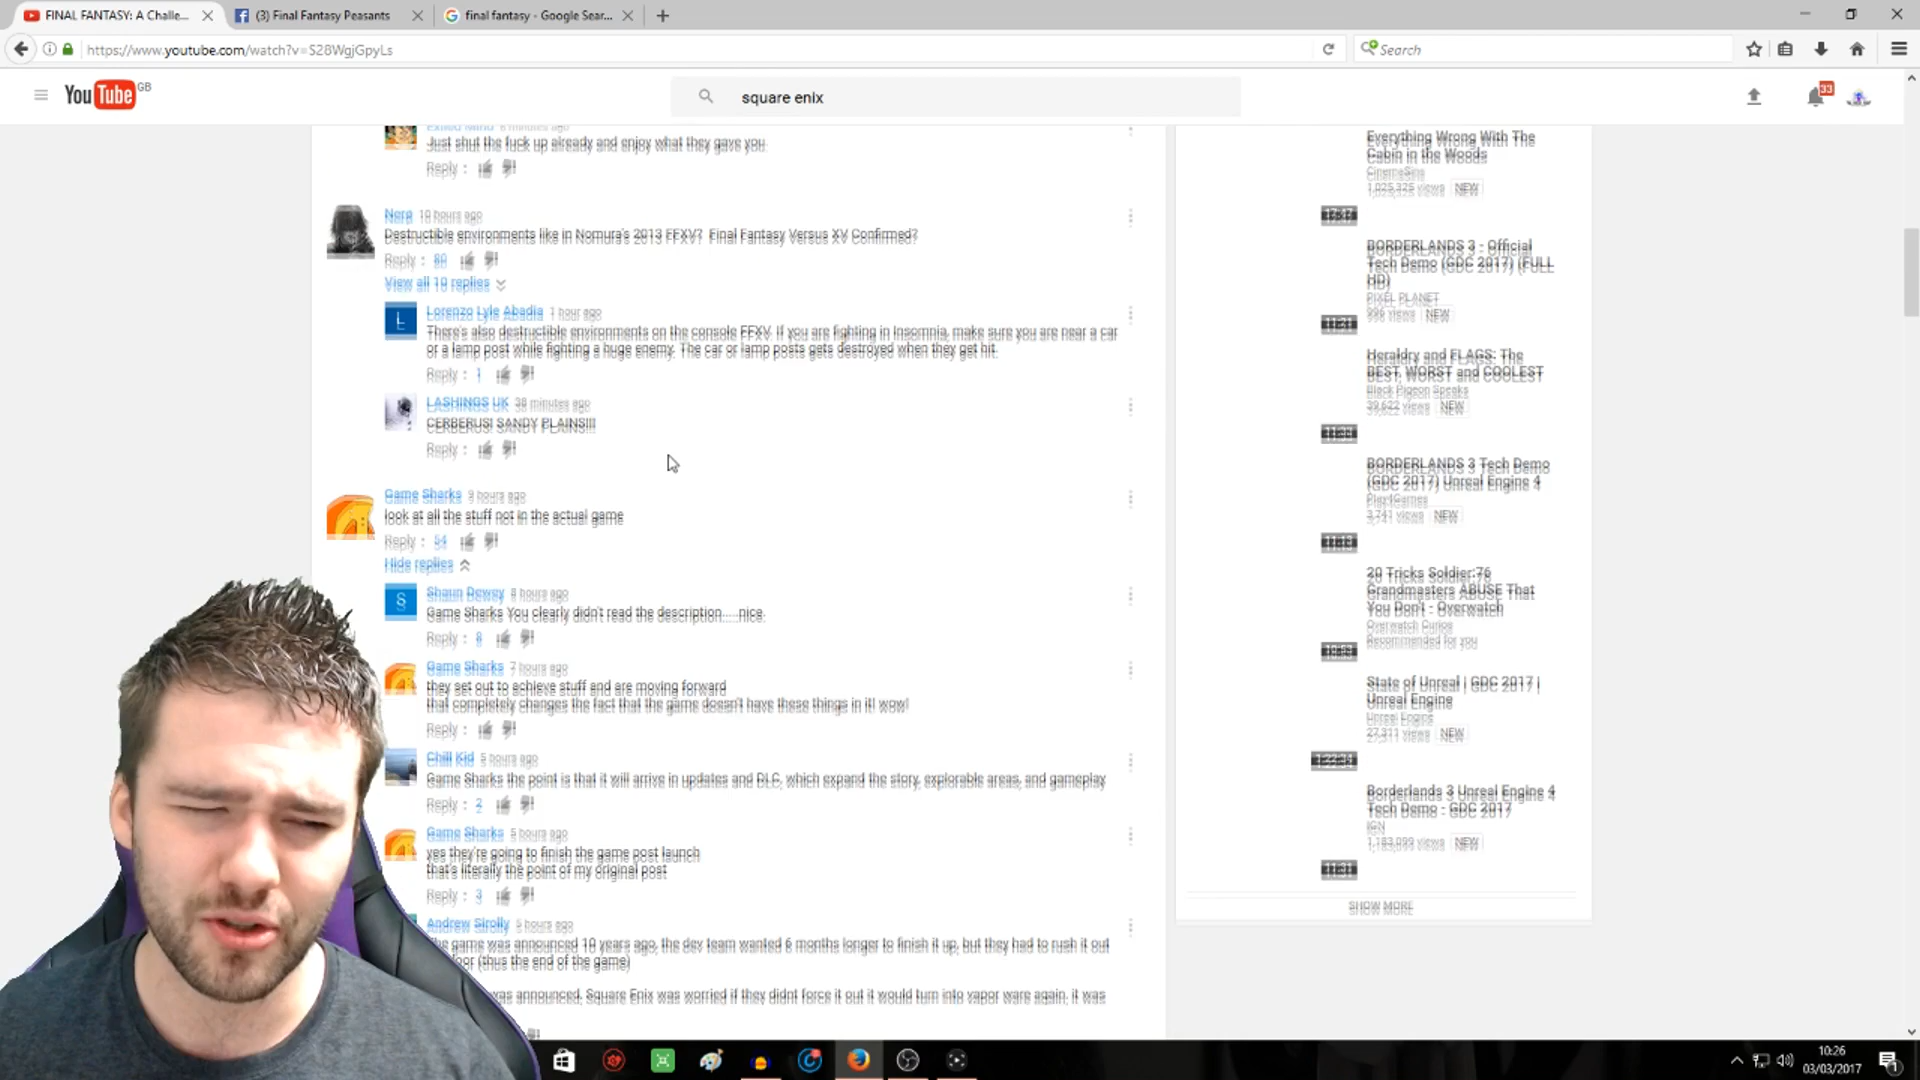 FINAL FANTASY: A Challe...
(3) Final Fantasy Peasants
final fantasy - Google Sear...
https://www.youtube.com/watch?v=S28WgjGpyLs
Search
YouTube GB
square enix
33
Exiled Mind 6 minutes ago
Just shut the fuck up already and enjoy what they gave you.
Reply
Nero 10 hours ago
Destructible environments like in Nomura's 2013 FFXV? Final Fantasy Versus XV Confirmed?
Reply 80
View all 10 replies
L
Lorenzo Lyle Abadia 1 hour ago
There's also destructible environments on the console FFXV. If you are fighting in Insomnia, make sure you are near a car
or a lamp post while fighting a huge enemy. The car or lamp posts gets destroyed when they get hit.
Reply 1
LASHINGS UK 38 minutes ago
CERBERUS! SANDY PLAINS!!!
Reply
Game Sharks 9 hours ago
look at all the stuff not in the actual game
Reply 54
Hide replies
S
Shaun Dewey 8 hours ago
Game Sharks You clearly didn't read the description.....nice.
Reply 8
Game Sharks 7 hours ago
they set out to achieve stuff and are moving forward
that completely changes the fact that the game doesn't have these things in it! wow!
Reply
Chill Kid 5 hours ago
Game Sharks the point is that it will arrive in updates and DLC, which expand the story, explorable areas, and gameplay
Reply 2
Game Sharks 5 hours ago
yes they're going to finish the game post launch
that's literally the point of my original post
Reply 3
Andrew Sirolly 5 hours ago
The game was announced 10 years ago, the dev team wanted 6 months longer to finish it up, but they had to rush it out
oor (thus the end of the game)
was announced, Square Enix was worried if they didnt force it out it would turn into vapor ware again, it was
Everything Wrong With The
Cabin in the Woods
CinemaSins
1,025,325 views NEW
BORDERLANDS 3 - Official
Tech Demo (GDC 2017) (FULL
HD)
PIXEL PLANET
996 views NEW
Heraldry and FLAGS: The
BEST, WORST and COOLEST
Black Pigeon Speaks
39,622 views NEW
BORDERLANDS 3 Tech Demo
(GDC 2017) Unreal Engine 4
Play4Games
3,741 views NEW
20 Tricks Soldier:76
Grandmasters ABUSE That
You Don't - Overwatch
Overwatch Curios
Recommended for you
10:53
State of Unreal | GDC 2017 |
Unreal Engine
Unreal Engine
27,311 views NEW
1:22:34
Borderlands 3 Unreal Engine 4
Tech Demo - GDC 2017
IGN
1,183,099 views NEW
SHOW MORE
10:26
03/03/2017
1